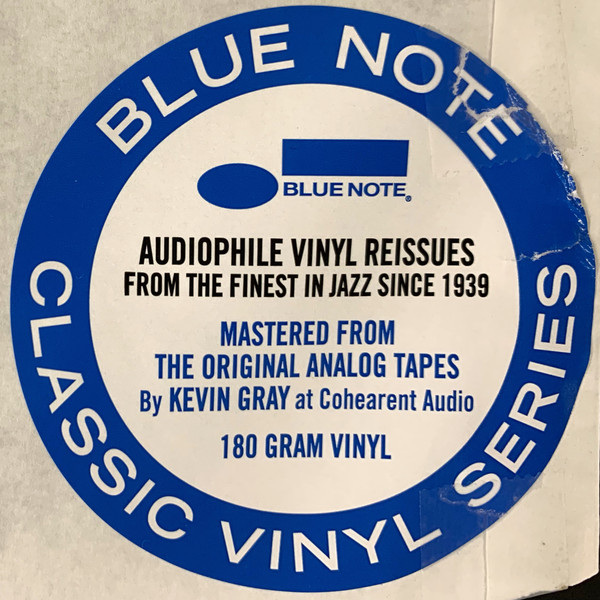 BLUE NOTE
BLUE NOTE®
AUDIOPHILE VINYL REISSUES
FROM THE FINEST IN JAZZ SINCE 1939
MASTERED FROM
THE ORIGINAL ANALOG TAPES
By KEVIN GRAY at Cohearent Audio
180 GRAM VINYL
CLASSIC VINYL SERIES